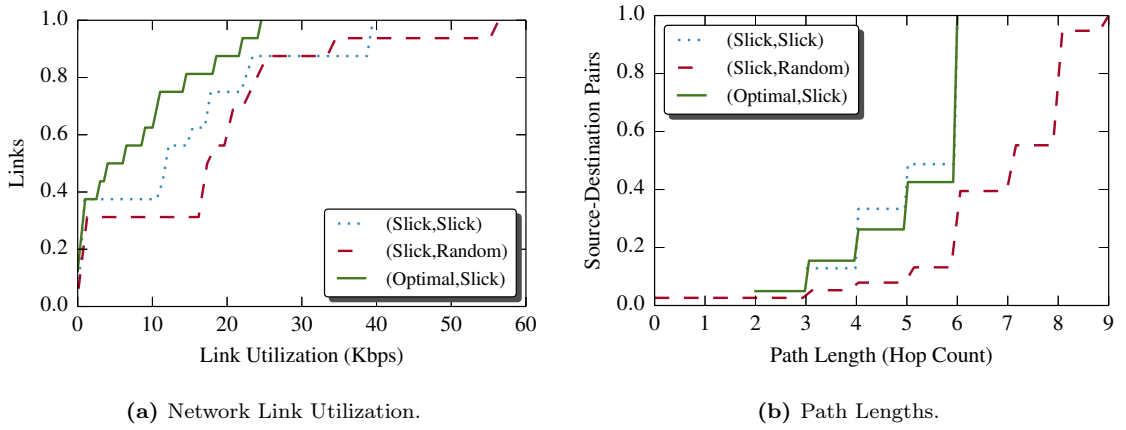 1.0
0.8
0.6
0.4
0.2
0.0
Links
0 10 20 30 40 50 60
Link Utilization (Kbps)
(Slick,Slick)
(Slick,Random)
(Optimal,Slick)
(a) Network Link Utilization.
1.0
0.8
0.6
0.4
0.2
0.0
Source-Destination Pairs
(Slick,Slick)
(Slick,Random)
(Optimal,Slick)
0 1 2 3 4 5 6 7 8 9
Path Length (Hop Count)
(b) Path Lengths.